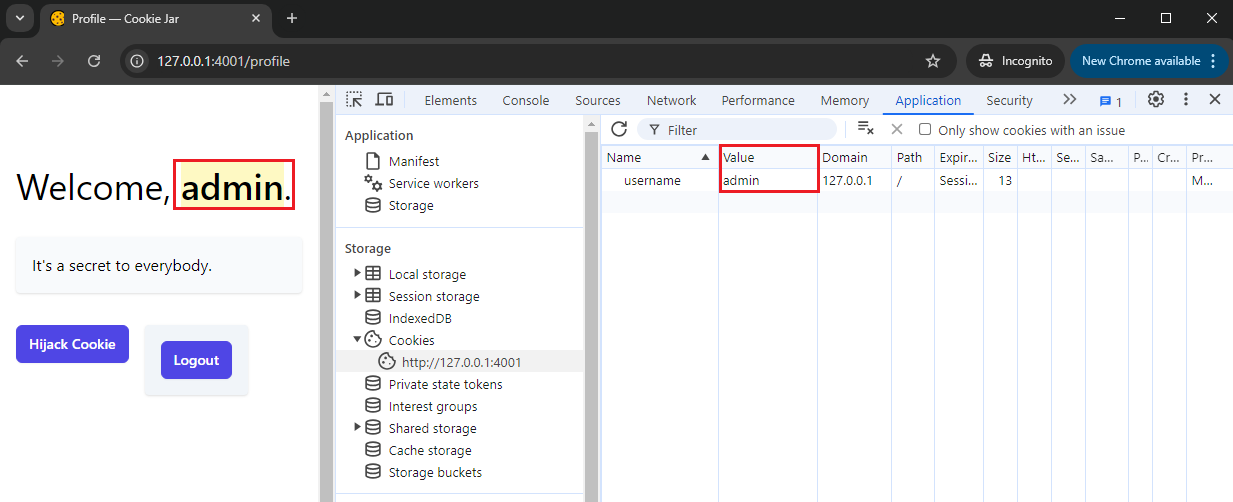 Profile — Cookie Jar
127.0.0.1:4001/profile
Incognito
New Chrome available
Welcome, admin.
It's a secret to everybody.
Hijack Cookie
Logout
Elements Console Sources Network Performance Memory Application Security 1
Application
Manifest
Service workers
Storage
Storage
Local storage
Session storage
IndexedDB
Cookies
http://127.0.0.1:4001
Private state tokens
Interest groups
Shared storage
Cache storage
Storage buckets
Filter Only show cookies with an issue
Name Value Domain Path Expir... Size Ht... Se... Sa... P... Cr... Pr...
username admin 127.0.0.1 / Sessi... 13 M...